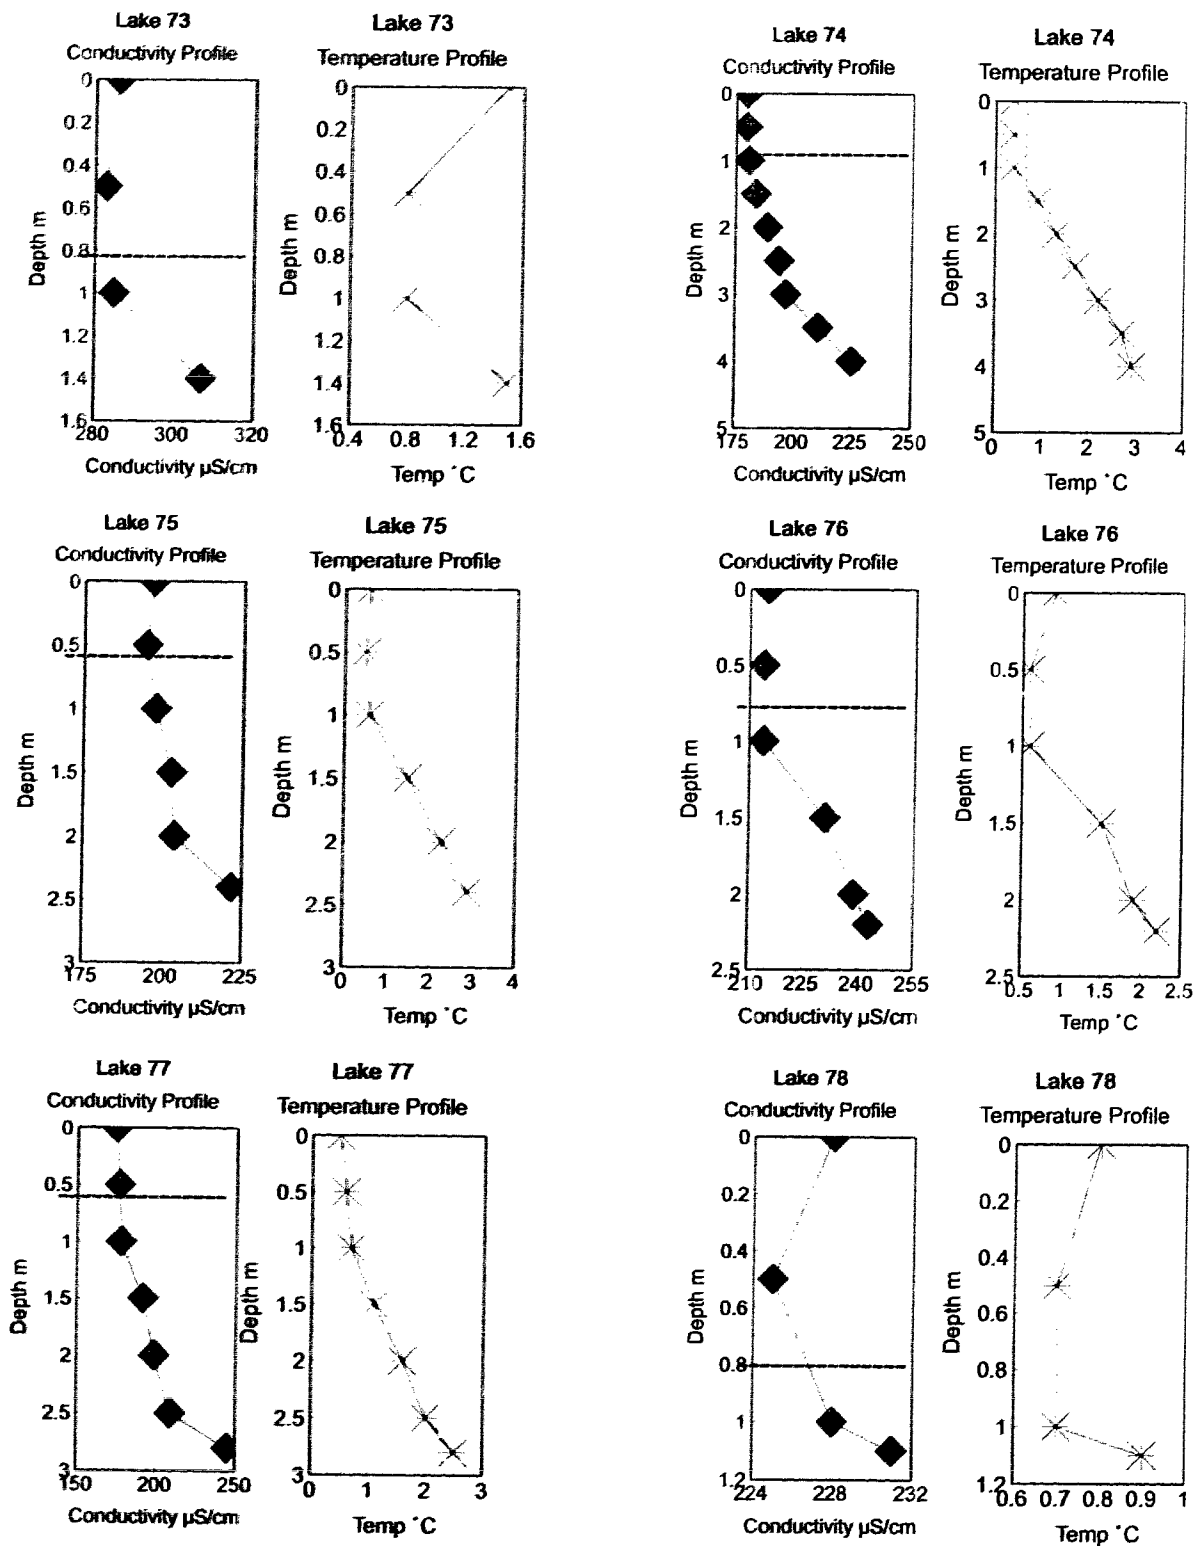 Lake 73
Conductivity Profile
0
0.2
0.4
0.6
0.8
1
1.2
1.4
1.6
Depth m
280 300 320
Conductivity µS/cm
Lake 73
Temperature Profile
0
0.2
0.4
0.6
0.8
1
1.2
1.4
1.6
Depth m
0.4 0.8 1.2 1.6
Temp ˚C
Lake 74
Conductivity Profile
0
1
2
3
4
5
Depth m
175 200 225 250
Conductivity µS/cm
Lake 74
Temperature Profile
0
1
2
3
4
5
Depth m
0 1 2 3 4
Temp ˚C
Lake 75
Conductivity Profile
0
0.5
1
1.5
2
2.5
3
Depth m
175 200 225
Conductivity µS/cm
Lake 75
Temperature Profile
0
0.5
1
1.5
2
2.5
3
Depth m
0 1 2 3 4
Temp ˚C
Lake 76
Conductivity Profile
0
0.5
1
1.5
2
2.5
Depth m
210 225 240 255
Conductivity µS/cm
Lake 76
Temperature Profile
0
0.5
1
1.5
2
2.5
Depth m
0.5 1 1.5 2 2.5
Temp ˚C
Lake 77
Conductivity Profile
0
0.5
1
1.5
2
2.5
3
Depth m
150 200 250
Conductivity µS/cm
Lake 77
Temperature Profile
0
0.5
1
1.5
2
2.5
3
Depth m
0 1 2 3
Temp ˚C
Lake 78
Conductivity Profile
0
0.2
0.4
0.6
0.8
1
1.2
Depth m
224 228 232
Conductivity µS/cm
Lake 78
Temperature Profile
0
0.2
0.4
0.6
0.8
1
1.2
Depth m
0.6 0.7 0.8 0.9 1
Temp ˚C